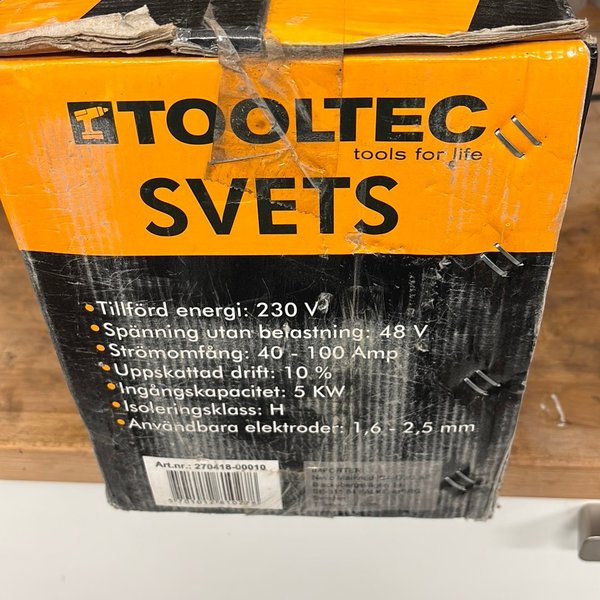 TOOLTEC
tools for life
SVETS
•Tillförd energi: 230 V
•Spänning utan belastning: 48 V
•Strömomfång: 40 - 100 Amp
•Uppskattad drift: 10 %
•Ingångskapacitet: 5 KW
•Isoleringsklass: H
•Användbara elektroder: 1,6 - 2,5 mm
Art.nr.: 270418-00010
IMPORTER: